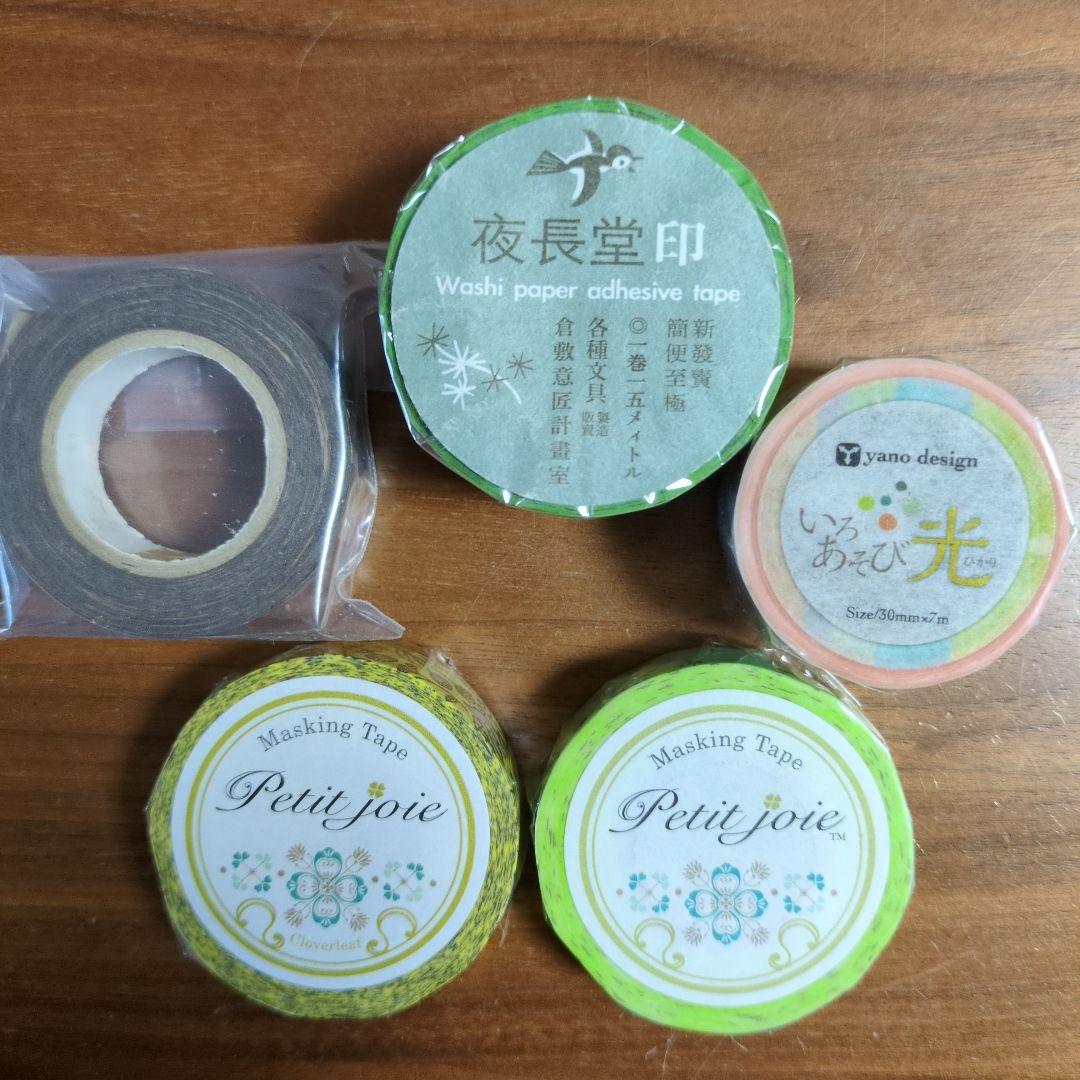 夜長堂印
Washi paper adhesive tape
新發賣
簡便至極
◎一巻一五メィトル
各種文具 製造 販賣
倉敷意匠計畫室
yano design
いろ
あそび
光
ひかり
Size/30mm×7m
Masking Tape
Petit joie
Cloverleaf
Masking Tape
Petit joie™